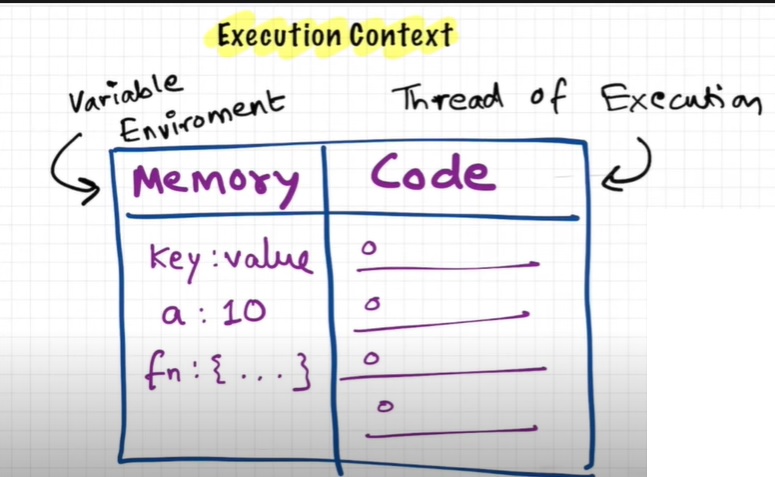 Execution Context
Variable
Enviroment
Thread of Execution
Memory
Code
key : value
a : 10
fn : { ... }